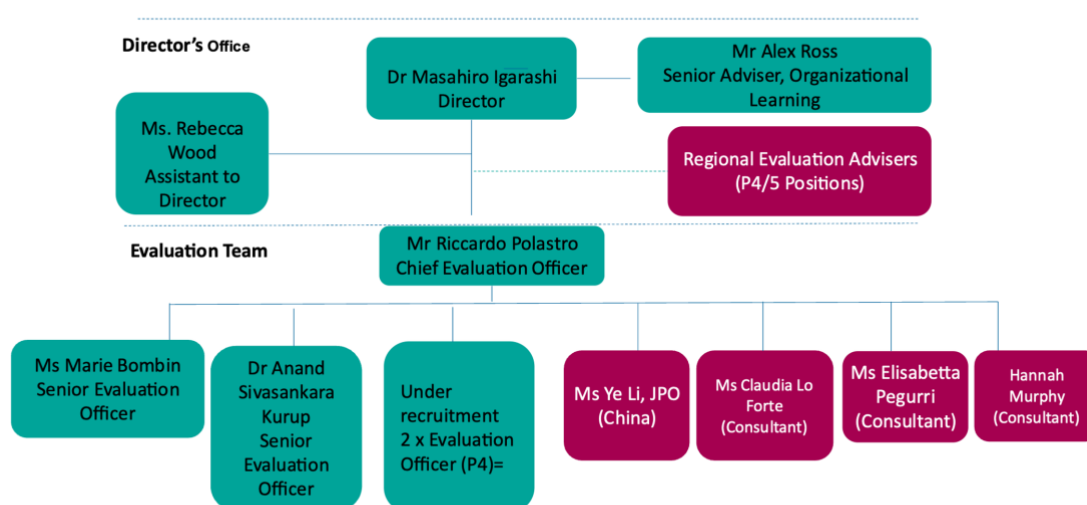 Director's Office
Dr Masahiro Igarashi
Director
Mr Alex Ross
Senior Adviser, Organizational
Learning
Ms. Rebecca
Wood
Assistant to
Director
Regional Evaluation Advisers
(P4/5 Positions)
Evaluation Team
Mr Riccardo Polastro
Chief Evaluation Officer
Ms Marie Bombin
Senior Evaluation
Officer
Dr Anand
Sivasankara
Kurup
Senior
Evaluation
Officer
Under
recruitment
2 x Evaluation
Officer (P4)=
Ms Ye Li, JPO
(China)
Ms Claudia Lo
Forte
(Consultant)
Ms Elisabetta
Pegurri
(Consultant)
Hannah
Murphy
(Consultant)